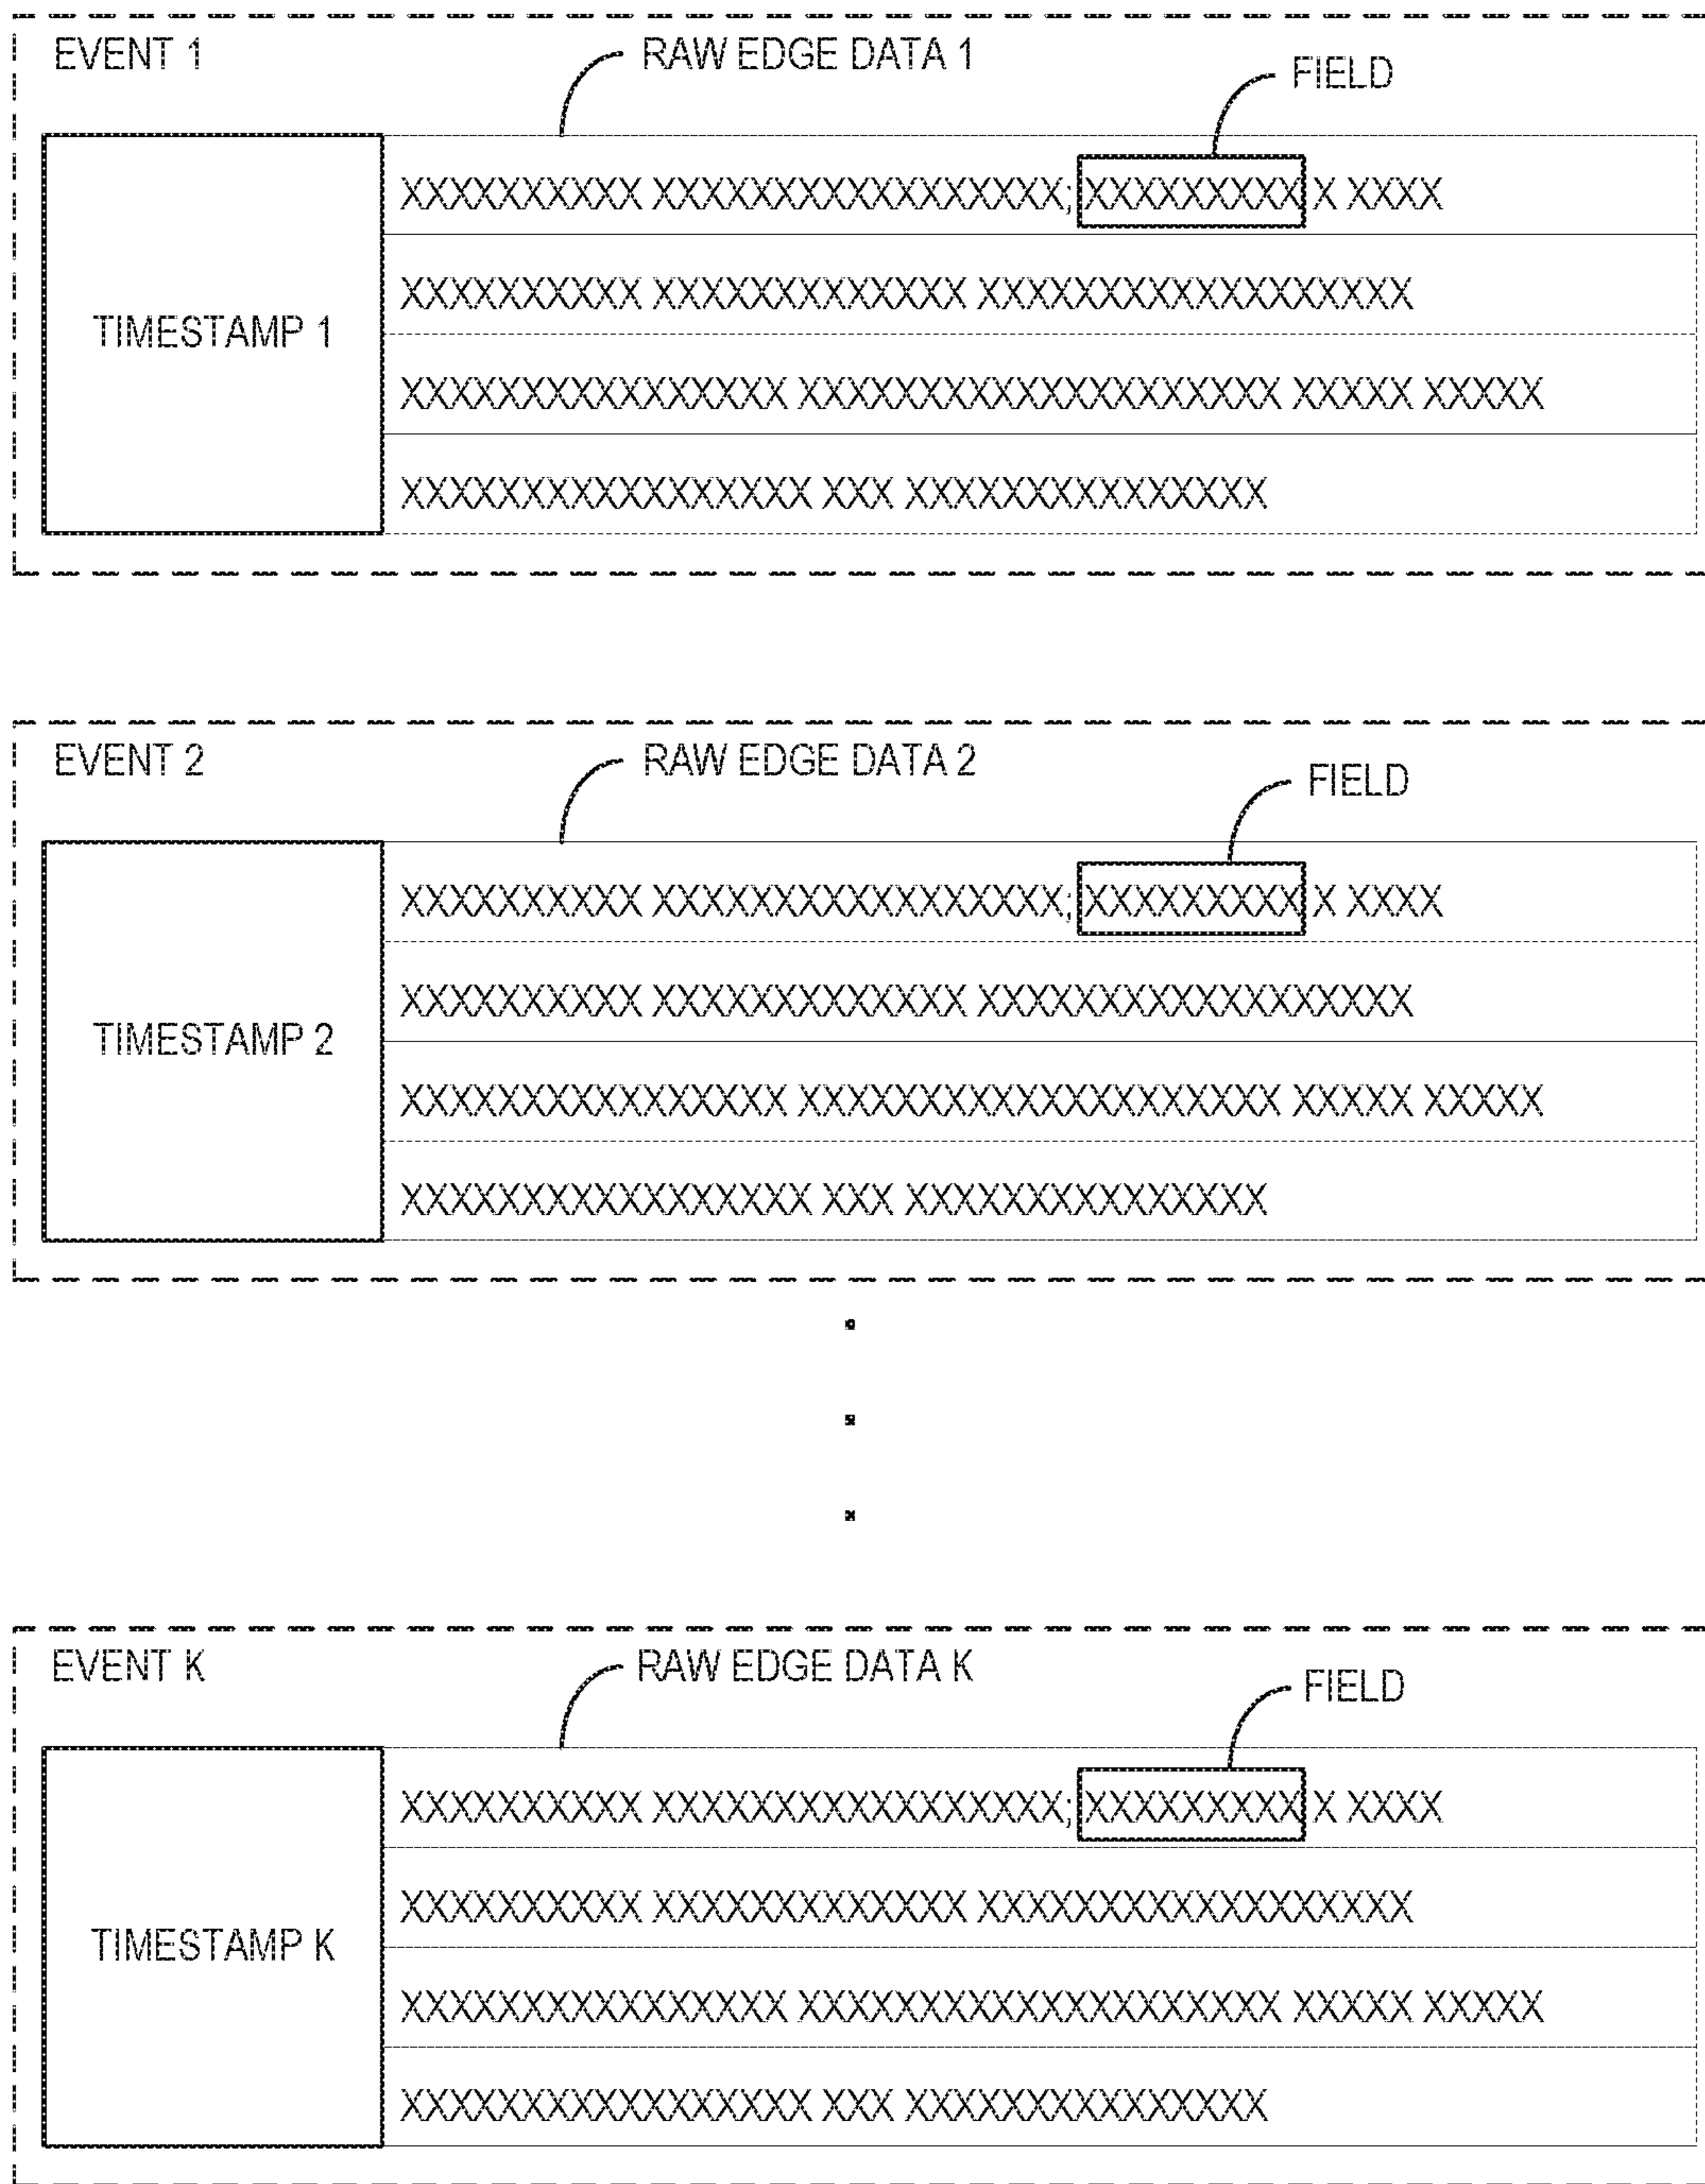 EVENT 1
RAW EDGE DATA 1
FIELD
TIMESTAMP 1
XXXXXXXXXX XXXXXXXXXXXXXXXXX; XXXXXXXXX X XXXX
XXXXXXXXXX XXXXXXXXXXXXX XXXXXXXXXXXXXXXXXX
XXXXXXXXXXXXXXXX XXXXXXXXXXXXXXXXXXXX XXXXX XXXXX
XXXXXXXXXXXXXXXXX XXX XXXXXXXXXXXXXXX
EVENT 2
RAW EDGE DATA 2
FIELD
TIMESTAMP 2
XXXXXXXXXX XXXXXXXXXXXXXXXXX; XXXXXXXXX X XXXX
XXXXXXXXXX XXXXXXXXXXXXX XXXXXXXXXXXXXXXXXX
XXXXXXXXXXXXXXXX XXXXXXXXXXXXXXXXXXXX XXXXX XXXXX
XXXXXXXXXXXXXXXXX XXX XXXXXXXXXXXXXXX
EVENT K
RAW EDGE DATA K
FIELD
TIMESTAMP K
XXXXXXXXXX XXXXXXXXXXXXXXXXX; XXXXXXXXX X XXXX
XXXXXXXXXX XXXXXXXXXXXXX XXXXXXXXXXXXXXXXXX
XXXXXXXXXXXXXXXX XXXXXXXXXXXXXXXXXXXX XXXXX XXXXX
XXXXXXXXXXXXXXXXX XXX XXXXXXXXXXXXXXX